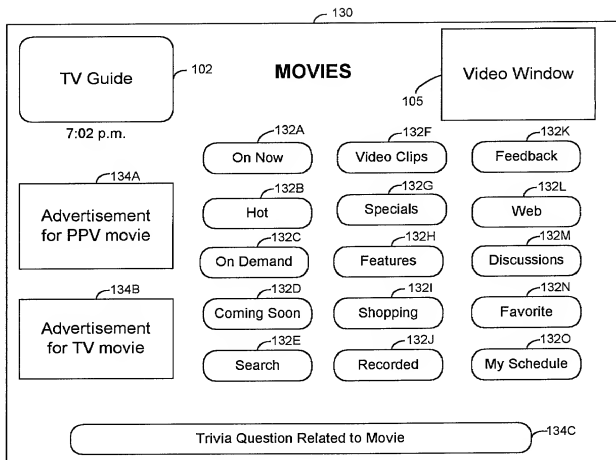 130
TV Guide
102
MOVIES
105
Video Window
7:02 p.m.
132A
132F
132K
On Now
Video Clips
Feedback
134A
132B
132G
132L
Advertisement
for PPV movie
Hot
Specials
Web
132C
132H
132M
On Demand
Features
Discussions
134B
132D
132I
132N
Advertisement
for TV movie
Coming Soon
Shopping
Favorite
132E
132J
132O
Search
Recorded
My Schedule
Trivia Question Related to Movie
134C